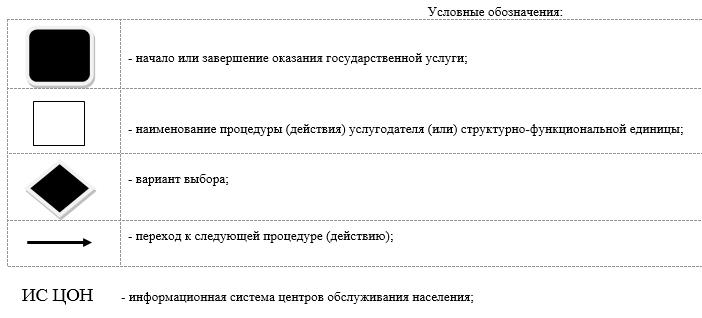 Условные обозначения:
- начало или завершение оказания государственной услуги;
- наименование процедуры (действия) услугодателя (или) структурно-функциональной единицы;
- вариант выбора;
- переход к следующей процедуре (действию);
ИС ЦОН - информационная система центров обслуживания населения;